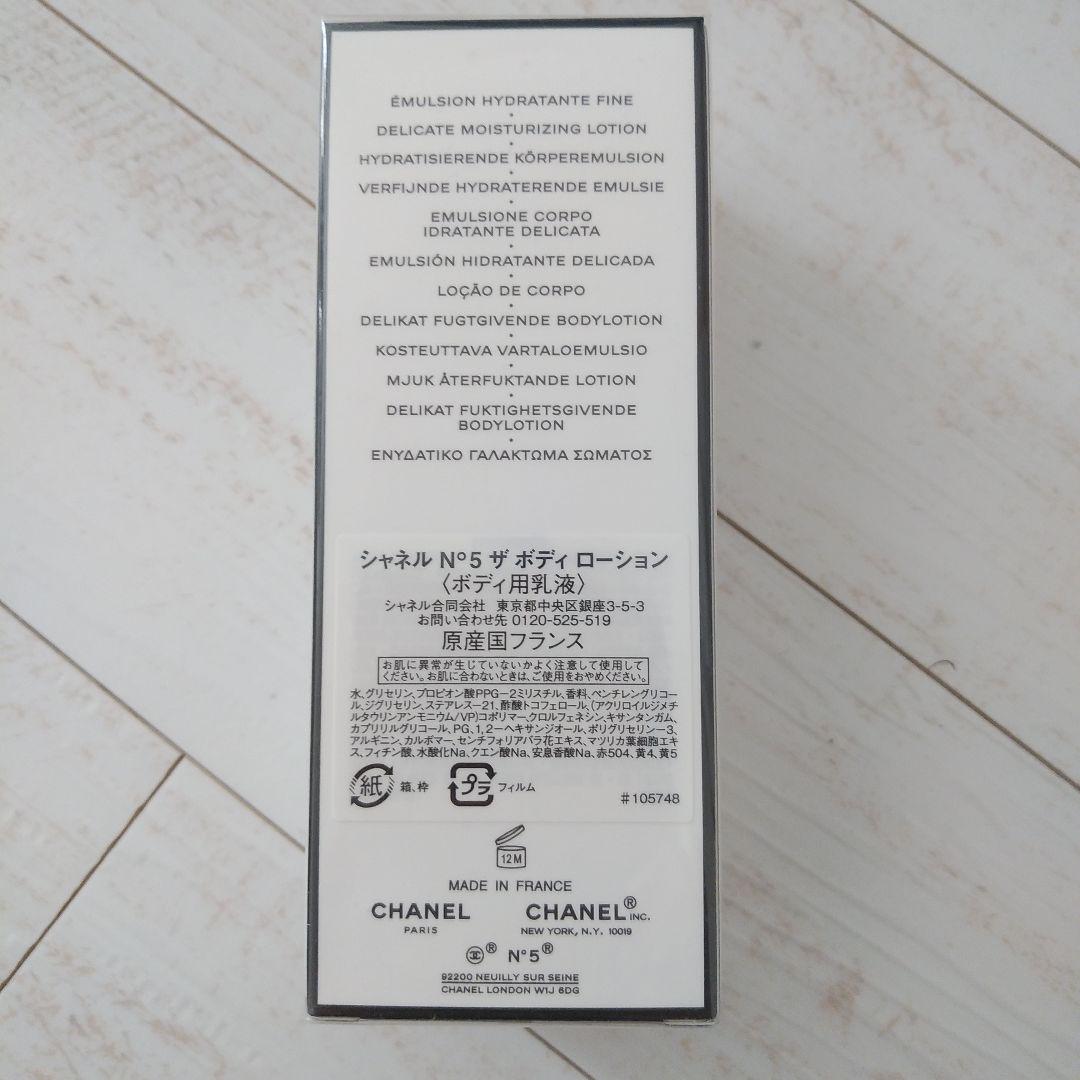 ÉMULSION HYDRATANTE FINE
DELICATE MOISTURIZING LOTION
HYDRATISIERENDE KÖRPEREMULSION
VERFIJNDE HYDRATERENDE EMULSIE
EMULSIONE CORPO
IDRATANTE DELICATA
EMULSIÓN HIDRATANTE DELICADA
LOÇÃO DE CORPO
DELIKAT FUGTGIVENDE BODYLOTION
KOSTEUTTAVA VARTALOEMULSIO
MJUK ÅTERFUKTANDE LOTION
DELIKAT FUKTIGHETSGIVENDE
BODYLOTION
ΕΝΥΔΑΤΙΚΟ ΓΑΛΑΚΤΩΜΑ ΣΩΜΑΤΟΣ
シャネル N°5 ザ ボディ ローション
〈ボディ用乳液〉
シャネル合同会社 東京都中央区銀座3-5-3
お問い合わせ先 0120-525-519
原産国フランス
お肌に異常が生じていないかよく注意して使用して
ください。お肌に合わないときは、ご使用をおやめください。
水、グリセリン、プロピオン酸PPG－2ミリスチル、香料、ペンチレングリコー
ル、ジグリセリン、ステアレス－21、酢酸トコフェロール、(アクリロイルジメチ
ルタウリンアンモニウム/VP)コポリマー、クロルフェネシン、キサンタンガム、
カプリリルグリコール、PG、1,2－ヘキサンジオール、ポリグリセリン－3、
アルギニン、カルボマー、センチフォリアバラ花エキス、マツリカ葉細胞エキ
ス、フィチン酸、水酸化Na、クエン酸Na、安息香酸Na、赤504、黄4、黄5
紙 箱、枠 プラ フィルム
#105748
12M
MADE IN FRANCE
CHANEL CHANEL® INC.
PARIS NEW YORK, N.Y. 10019
® N°5®
92200 NEUILLY SUR SEINE
CHANEL LONDON W1J 6DG